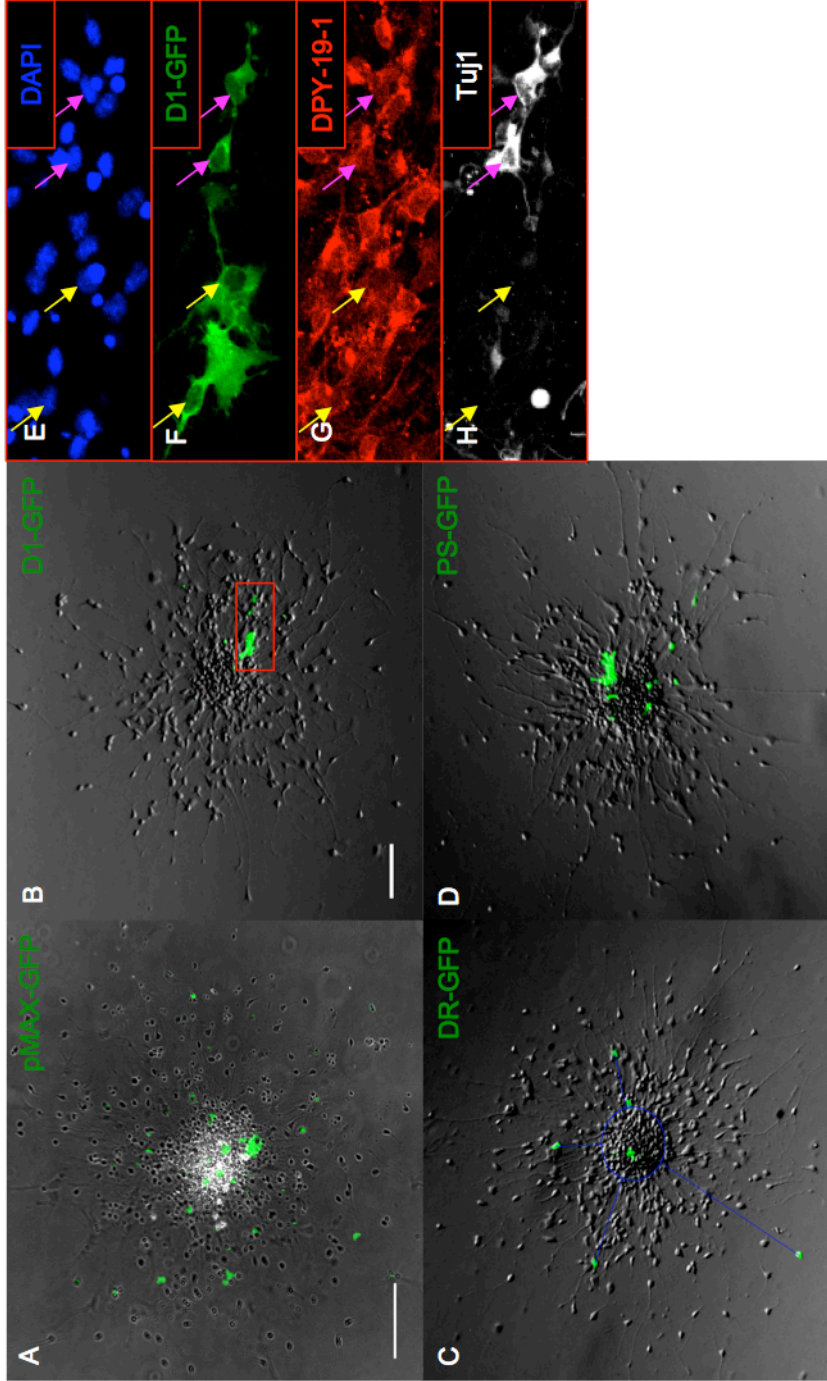 A
pMAX-GFP
B
D1-GFP
C
DR-GFP
D
PS-GFP
E
DAPI
F
D1-GFP
G
DPY-19-1
H
Tuj1